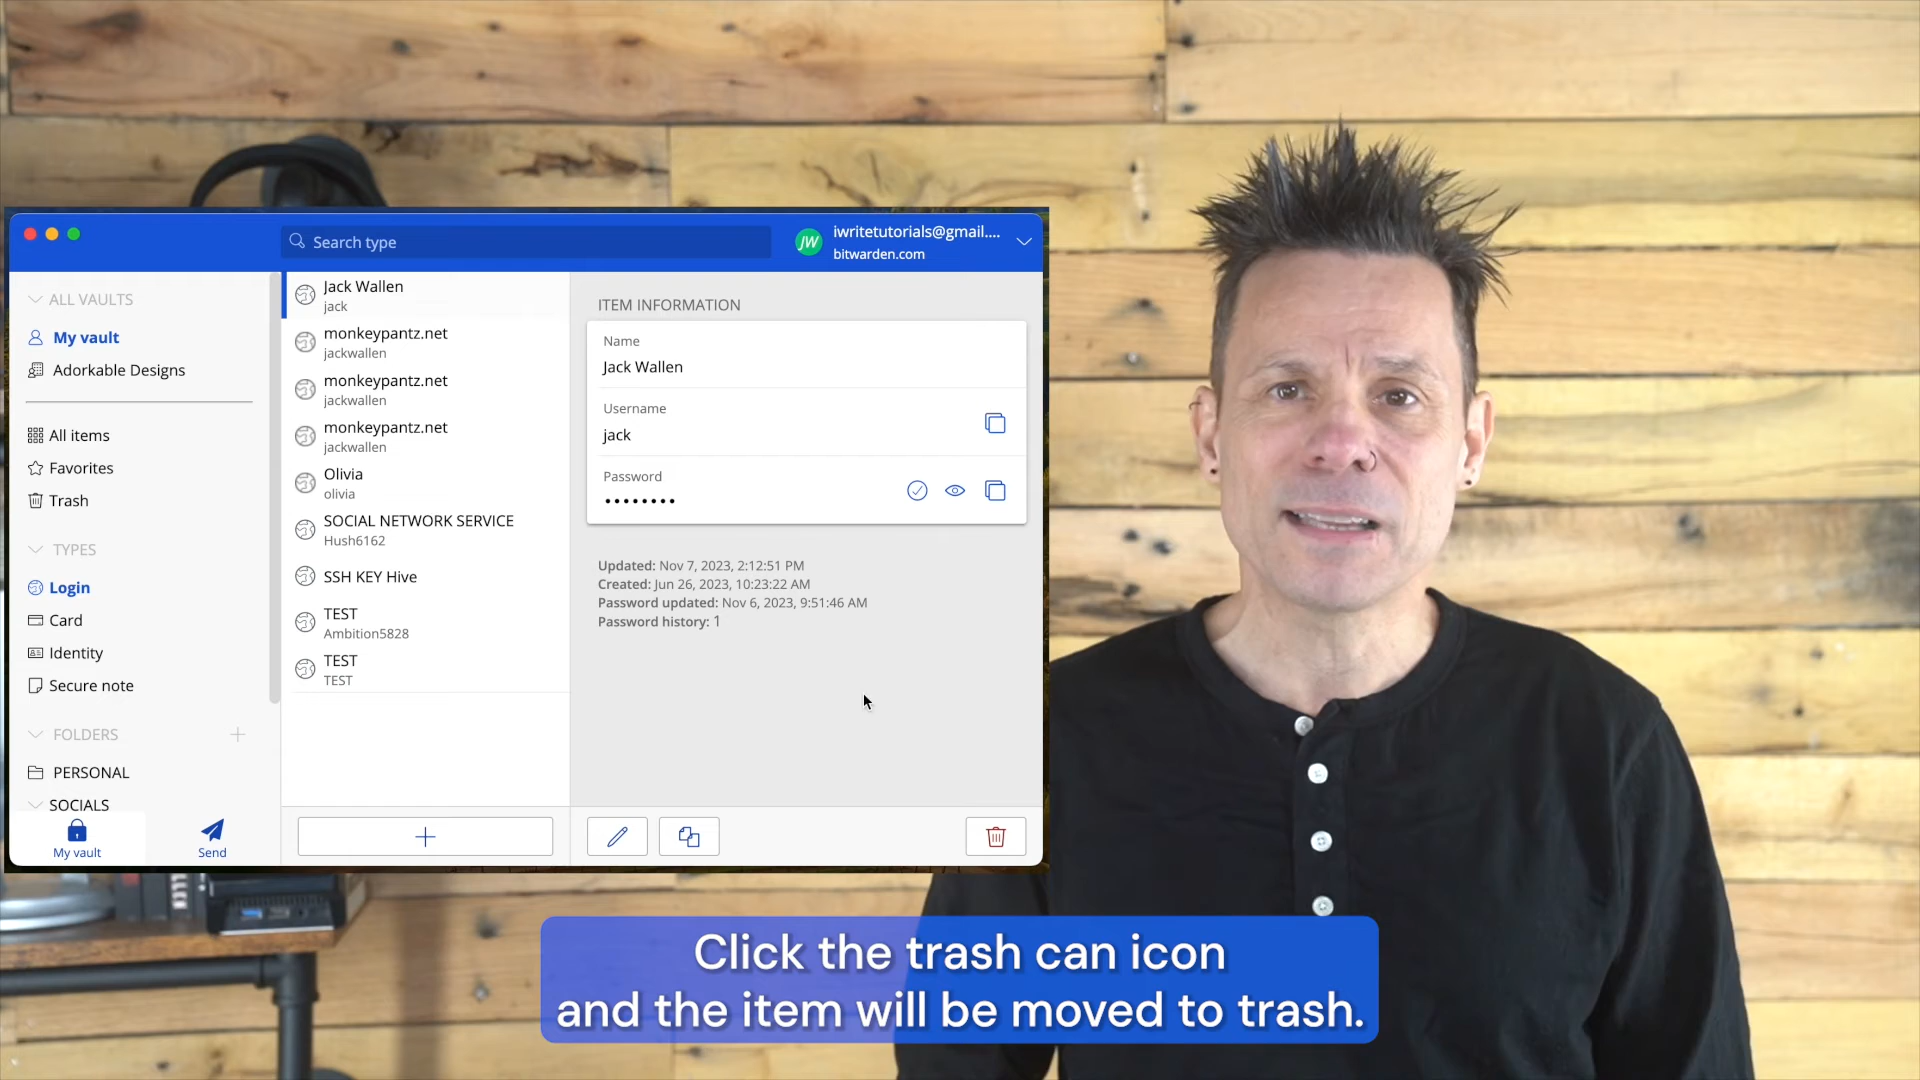 Search type
JW
iwritetutorials@gmail....
bitwarden.com
ALL VAULTS
My vault
Adorkable Designs
All items
Favorites
Trash
TYPES
Login
Card
Identity
Secure note
FOLDERS
PERSONAL
SOCIALS
My vault
Send
Jack Wallen
jack
monkeypantz.net
jackwallen
monkeypantz.net
jackwallen
monkeypantz.net
jackwallen
Olivia
olivia
SOCIAL NETWORK SERVICE
Hush6162
SSH KEY Hive
TEST
Ambition5828
TEST
TEST
ITEM INFORMATION
Name
Jack Wallen
Username
jack
Password
••••••••
Updated: Nov 7, 2023, 2:12:51 PM
Created: Jun 26, 2023, 10:23:22 AM
Password updated: Nov 6, 2023, 9:51:46 AM
Password history: 1
Click the trash can icon
and the item will be moved to trash.